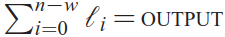 ∑_{i=0}^{n−w} ℓ_i = OUTPUT